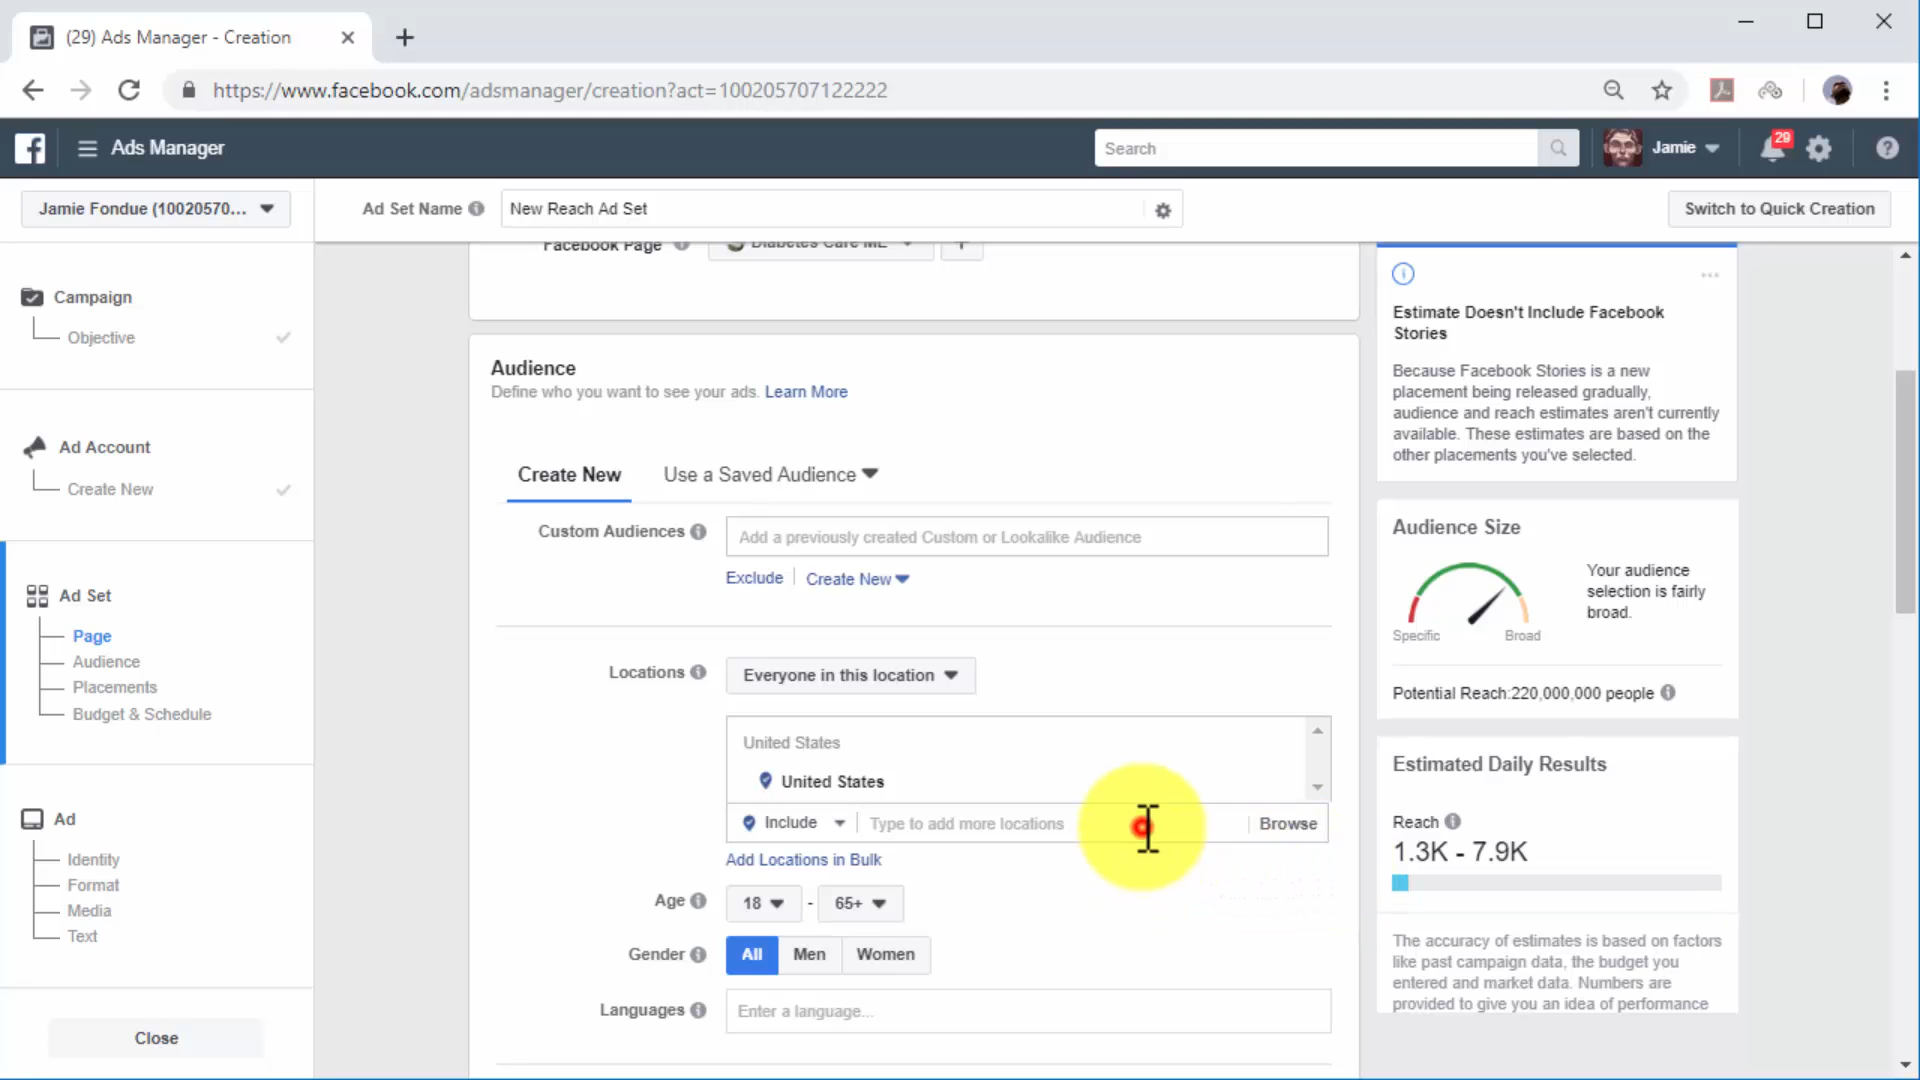 (29) Ads Manager - Creation
https://www.facebook.com/adsmanager/creation?act=100205707122222
Ads Manager
Search
Jamie
29
Jamie Fondue (10020570...
Ad Set Name
New Reach Ad Set
Switch to Quick Creation
Facebook Page
Diabetes Care ME
Campaign
Objective
Ad Account
Create New
Ad Set
Page
Audience
Placements
Budget & Schedule
Ad
Identity
Format
Media
Text
Close
Audience
Define who you want to see your ads. Learn More
Create New
Use a Saved Audience
Custom Audiences
Add a previously created Custom or Lookalike Audience
Exclude
Create New
Locations
Everyone in this location
United States
United States
Include
Type to add more locations
Browse
Add Locations in Bulk
Age
18
-
65+
Gender
All
Men
Women
Languages
Enter a language...
Estimate Doesn't Include Facebook
Stories
Because Facebook Stories is a new
placement being released gradually,
audience and reach estimates aren't currently
available. These estimates are based on the
other placements you've selected.
Audience Size
Specific
Broad
Your audience
selection is fairly
broad.
Potential Reach:220,000,000 people
Estimated Daily Results
Reach
1.3K - 7.9K
The accuracy of estimates is based on factors
like past campaign data, the budget you
entered and market data. Numbers are
provided to give you an idea of performance